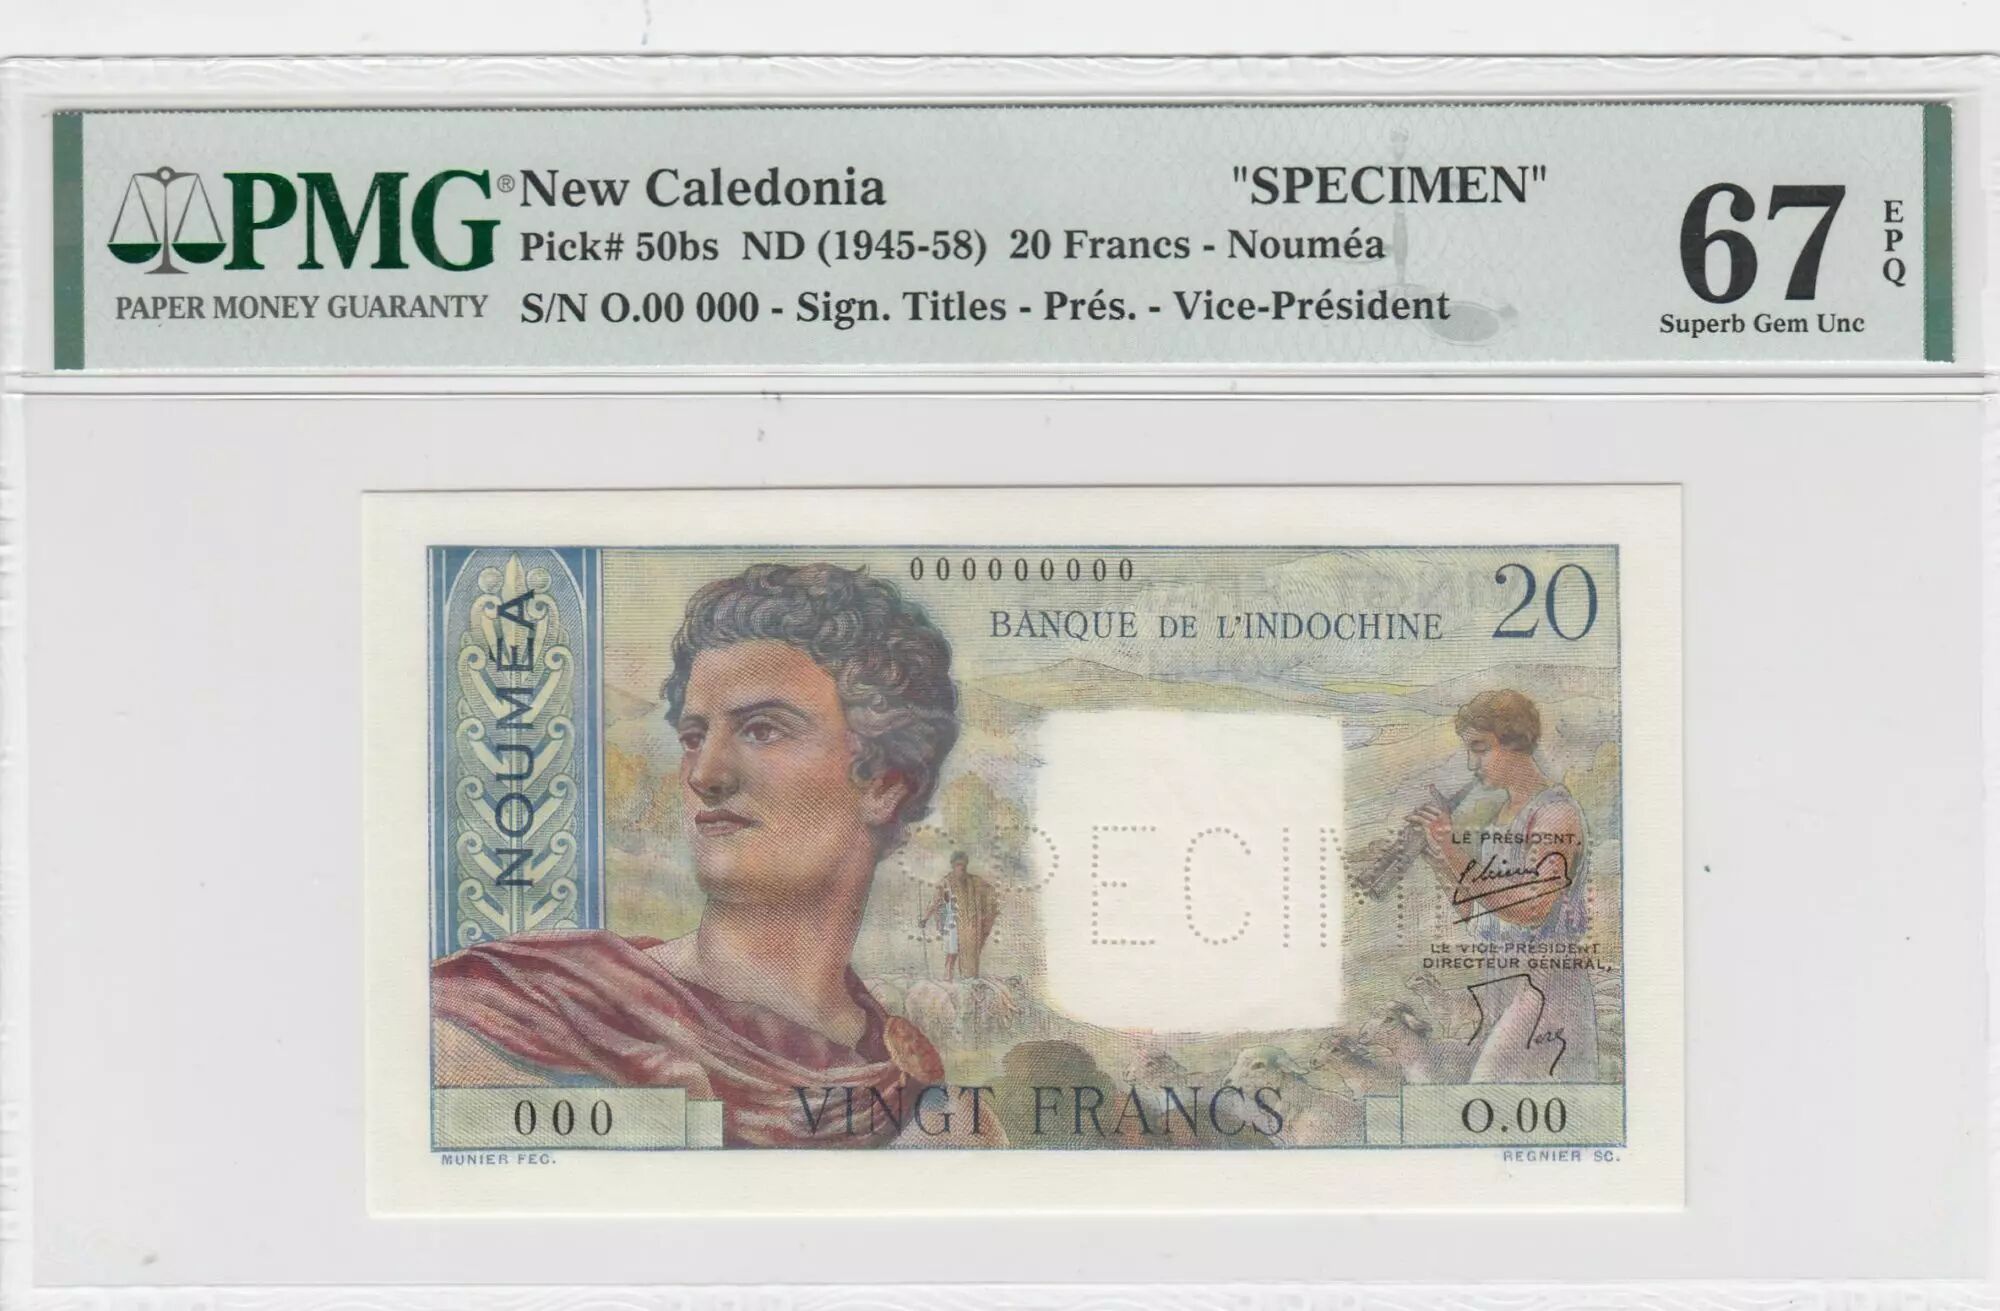 PMG®
PAPER MONEY GUARANTY
New Caledonia "SPECIMEN"
Pick# 50bs ND (1945-58) 20 Francs - Nouméa
S/N O.00 000 - Sign. Titles - Prés. - Vice-Président
67
EPQ
Superb Gem Unc
NOUMÉA
000000000
BANQUE DE L'INDOCHINE
20
SPECIMEN
LE PRÉSIDENT,
LE VICE-PRÉSIDENT
DIRECTEUR GÉNÉRAL,
VINGT FRANCS
000
O.00
MUNIER FEC.
REGNIER SC.